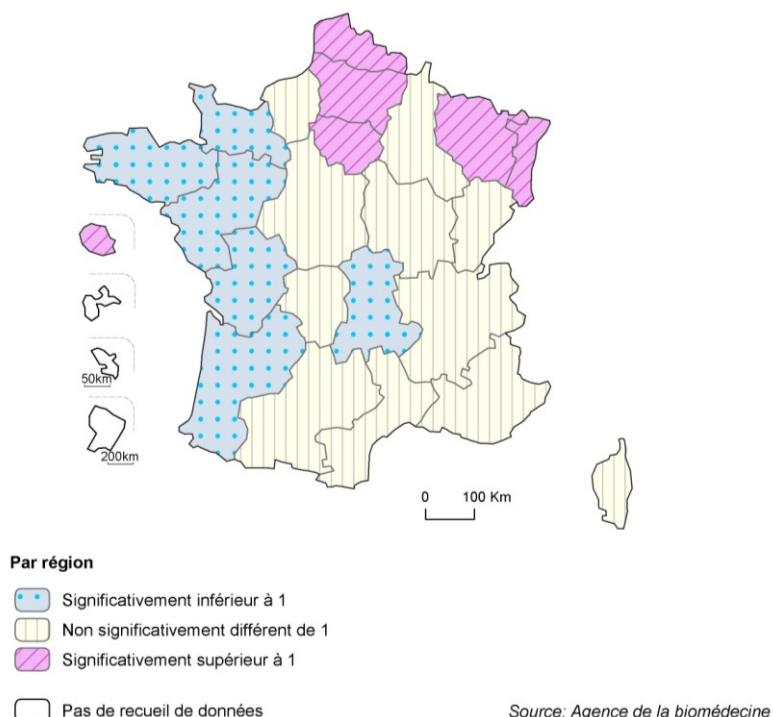 50km
200km
0 100 Km
Par région
Significativement inférieur à 1
Non significativement différent de 1
Significativement supérieur à 1
Pas de recueil de données
Source: Agence de la biomédecine